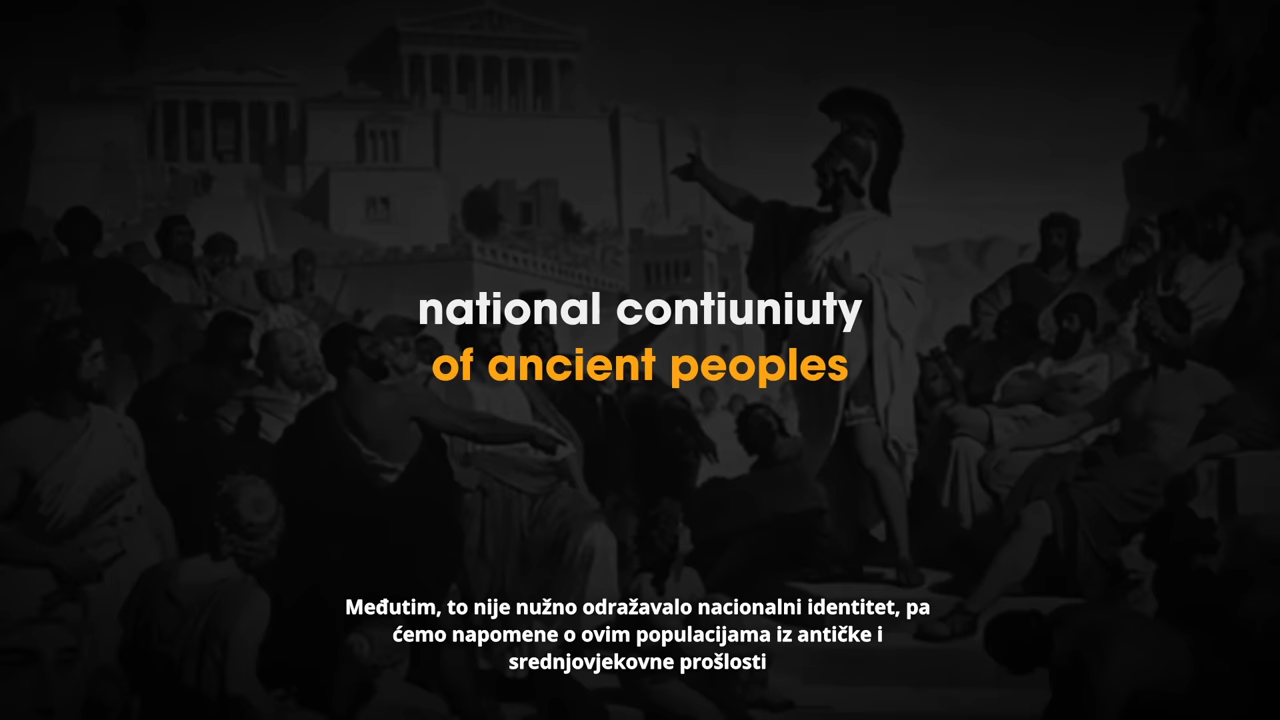 national contiuniuty
of ancient peoples
Međutim, to nije nužno odražavalo nacionalni identitet, pa
ćemo napomene o ovim populacijama iz antičke i
srednjovjekovne prošlosti